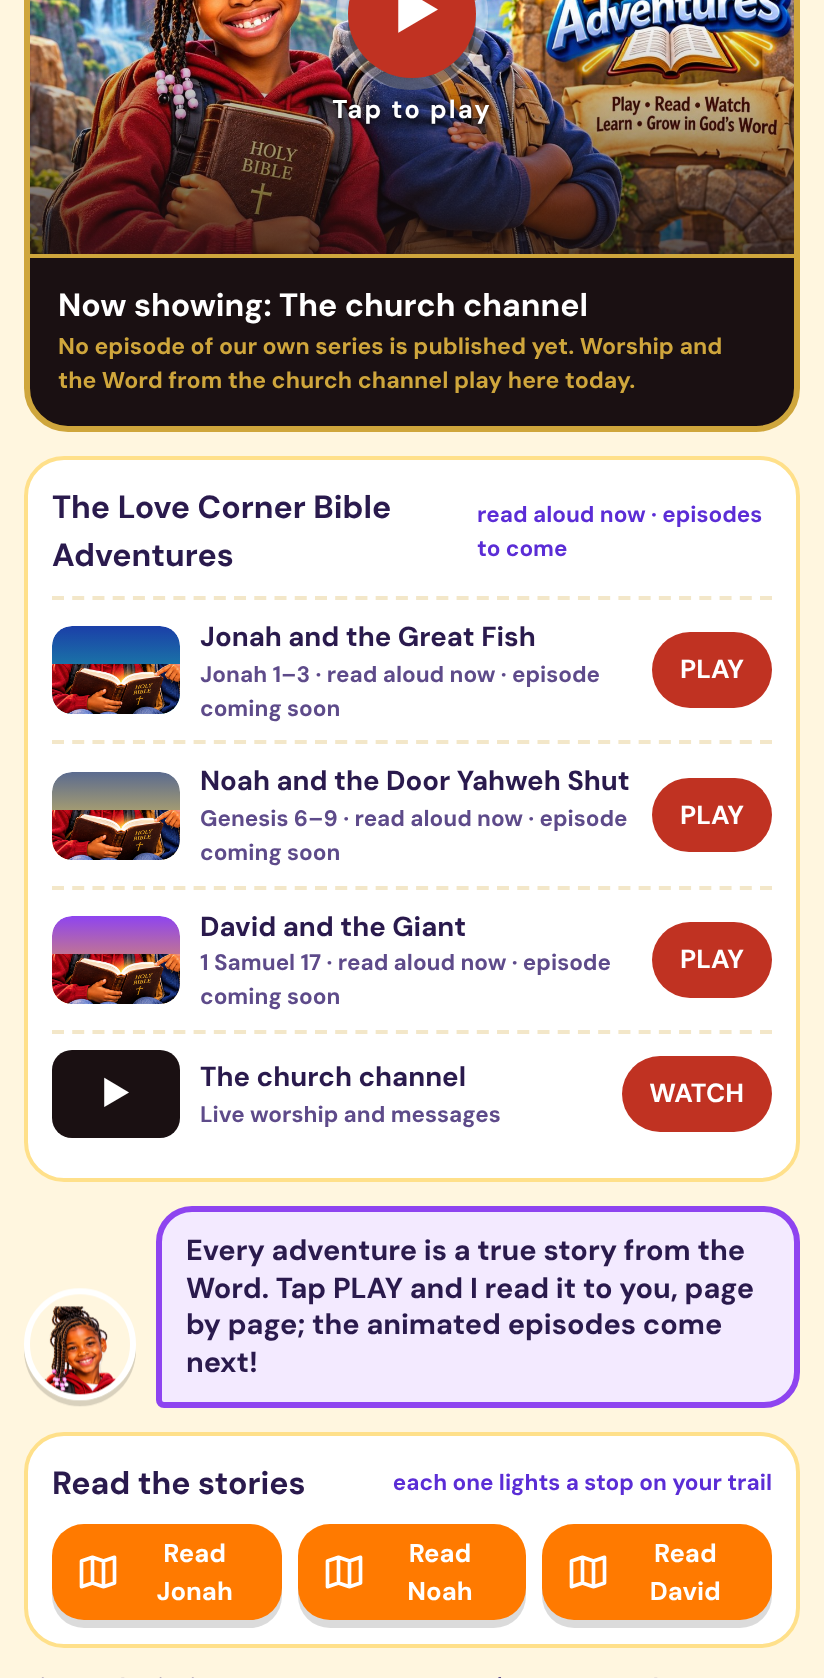 Adventures
Play • Read • Watch
Learn • Grow in God's Word
HOLY
BIBLE
Tap to play
Now showing: The church channel
No episode of our own series is published yet. Worship and
the Word from the church channel play here today.
The Love Corner Bible
Adventures
read aloud now · episodes
to come
HOLY
BIBLE
Jonah and the Great Fish
Jonah 1–3 · read aloud now · episode
coming soon
PLAY
HOLY
BIBLE
Noah and the Door Yahweh Shut
Genesis 6–9 · read aloud now · episode
coming soon
PLAY
HOLY
BIBLE
David and the Giant
1 Samuel 17 · read aloud now · episode
coming soon
PLAY
The church channel
Live worship and messages
WATCH
Every adventure is a true story from the
Word. Tap PLAY and I read it to you, page
by page; the animated episodes come
next!
Read the stories
each one lights a stop on your trail
Read
Jonah
Read
Noah
Read
David